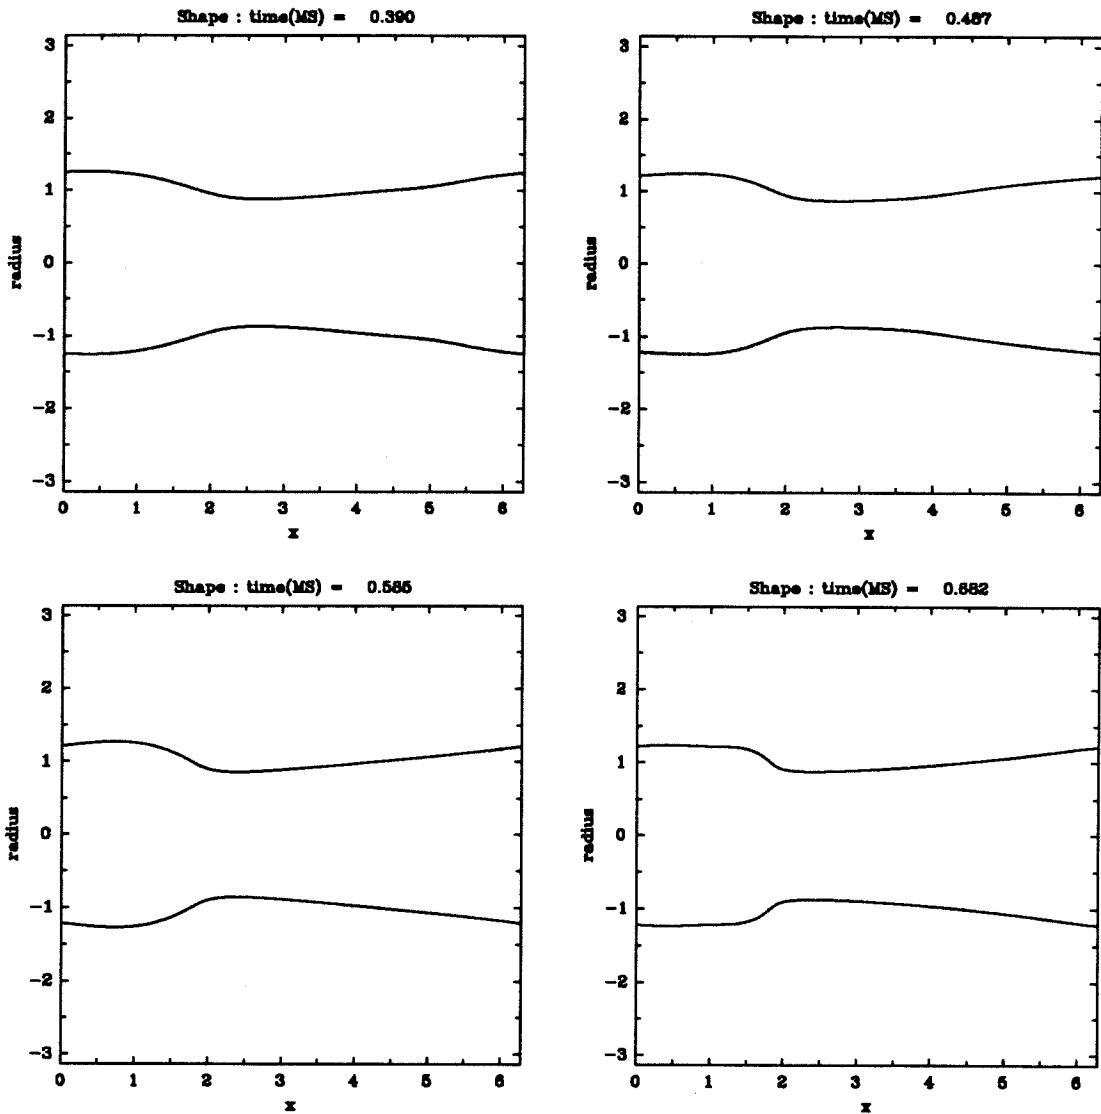 Shape : time(MS) = 0.390
3
2
1
0
-1
-2
-3
radius
0 1 2 3 4 5 6
x
Shape : time(MS) = 0.487
3
2
1
0
-1
-2
-3
radius
0 1 2 3 4 5 6
x
Shape : time(MS) = 0.585
3
2
1
0
-1
-2
-3
radius
0 1 2 3 4 5 6
x
Shape : time(MS) = 0.682
3
2
1
0
-1
-2
-3
radius
0 1 2 3 4 5 6
x